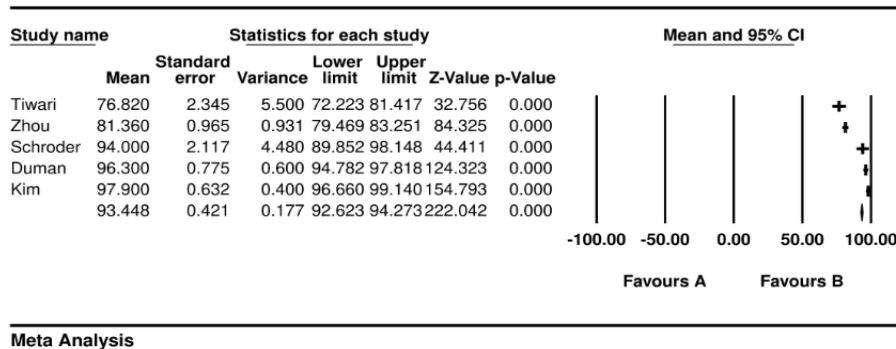 Study name Statistics for each study Mean and 95% CI
Standard Lower Upper
Mean error Variance limit limit Z-Value p-Value
Tiwari 76.820 2.345 5.500 72.223 81.417 32.756 0.000
Zhou 81.360 0.965 0.931 79.469 83.251 84.325 0.000
Schroder 94.000 2.117 4.480 89.852 98.148 44.411 0.000
Duman 96.300 0.775 0.600 94.782 97.818 124.323 0.000
Kim 97.900 0.632 0.400 96.660 99.140 154.793 0.000
93.448 0.421 0.177 92.623 94.273 222.042 0.000
-100.00 -50.00 0.00 50.00 100.00
Favours A Favours B
Meta Analysis